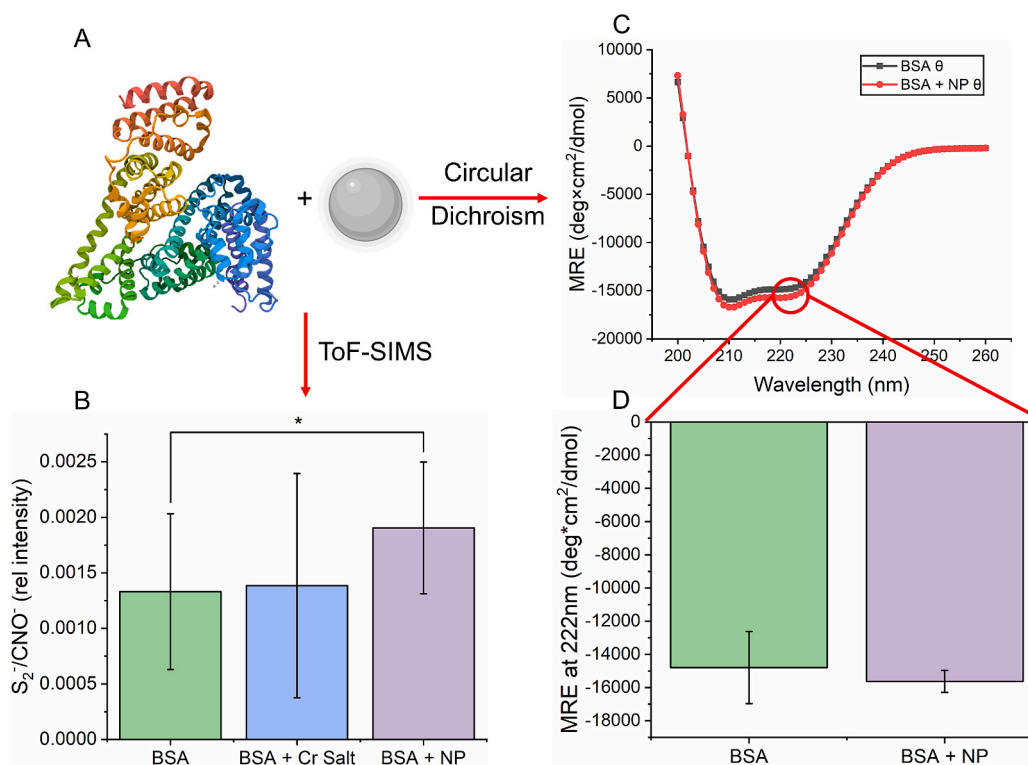 A
+
Circular
Dichroism
ToF-SIMS
C
BSA θ
BSA + NP θ
MRE (deg×cm²/dmol)
10000
5000
0
-5000
-10000
-15000
-20000
200 210 220 230 240 250 260
Wavelength (nm)
B
*
S₂⁻/CNO⁻ (rel intensity)
0.0025
0.0020
0.0015
0.0010
0.0005
0.0000
BSA BSA + Cr Salt BSA + NP
D
MRE at 222nm (deg*cm²/dmol)
0
-2000
-4000
-6000
-8000
-10000
-12000
-14000
-16000
-18000
BSA BSA + NP